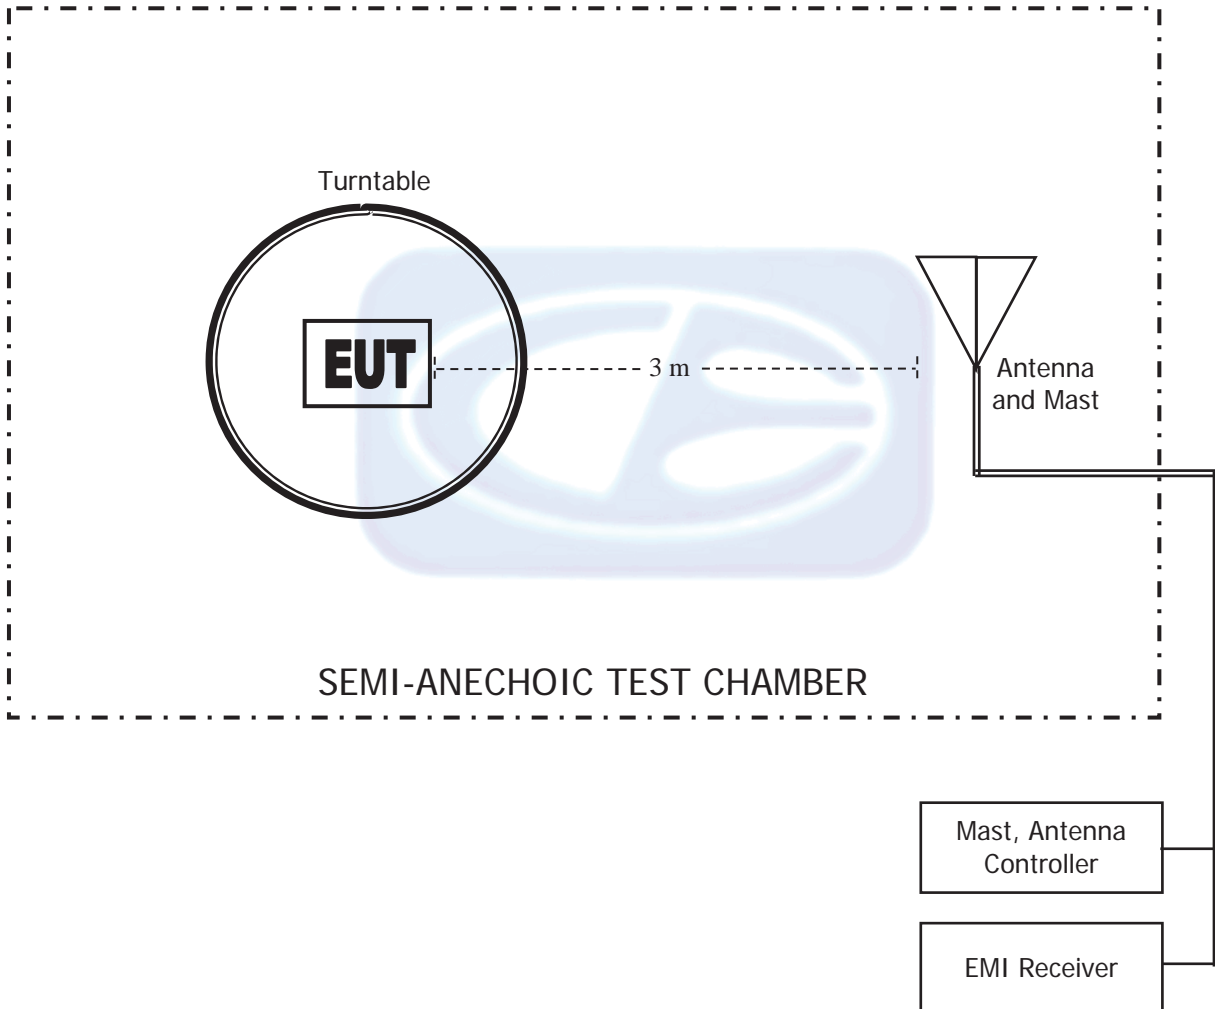 Turntable
EUT
3 m
Antenna
and Mast
SEMI-ANECHOIC TEST CHAMBER
Mast, Antenna
Controller
EMI Receiver